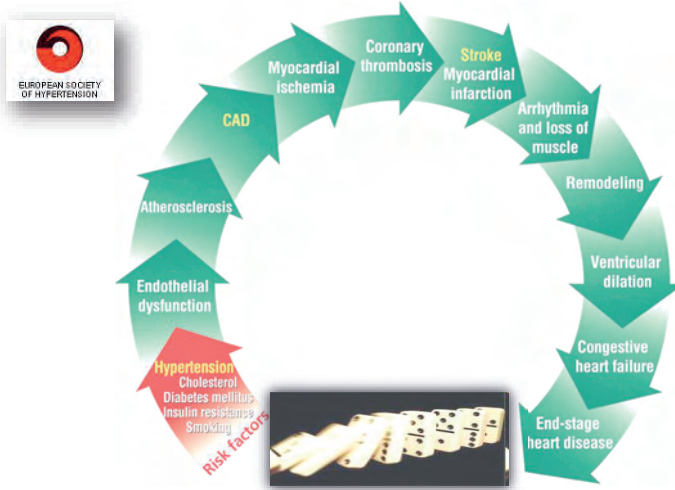 EUROPEAN SOCIETY
OF HYPERTENSION
Risk factors
Hypertension
Cholesterol
Diabetes mellitus
Insulin resistance
Smoking
Endothelial
dysfunction
Atherosclerosis
CAD
Myocardial
ischemia
Coronary
thrombosis
Stroke
Myocardial
infarction
Arrhythmia
and loss of
muscle
Remodeling
Ventricular
dilation
Congestive
heart failure
End-stage
heart disease